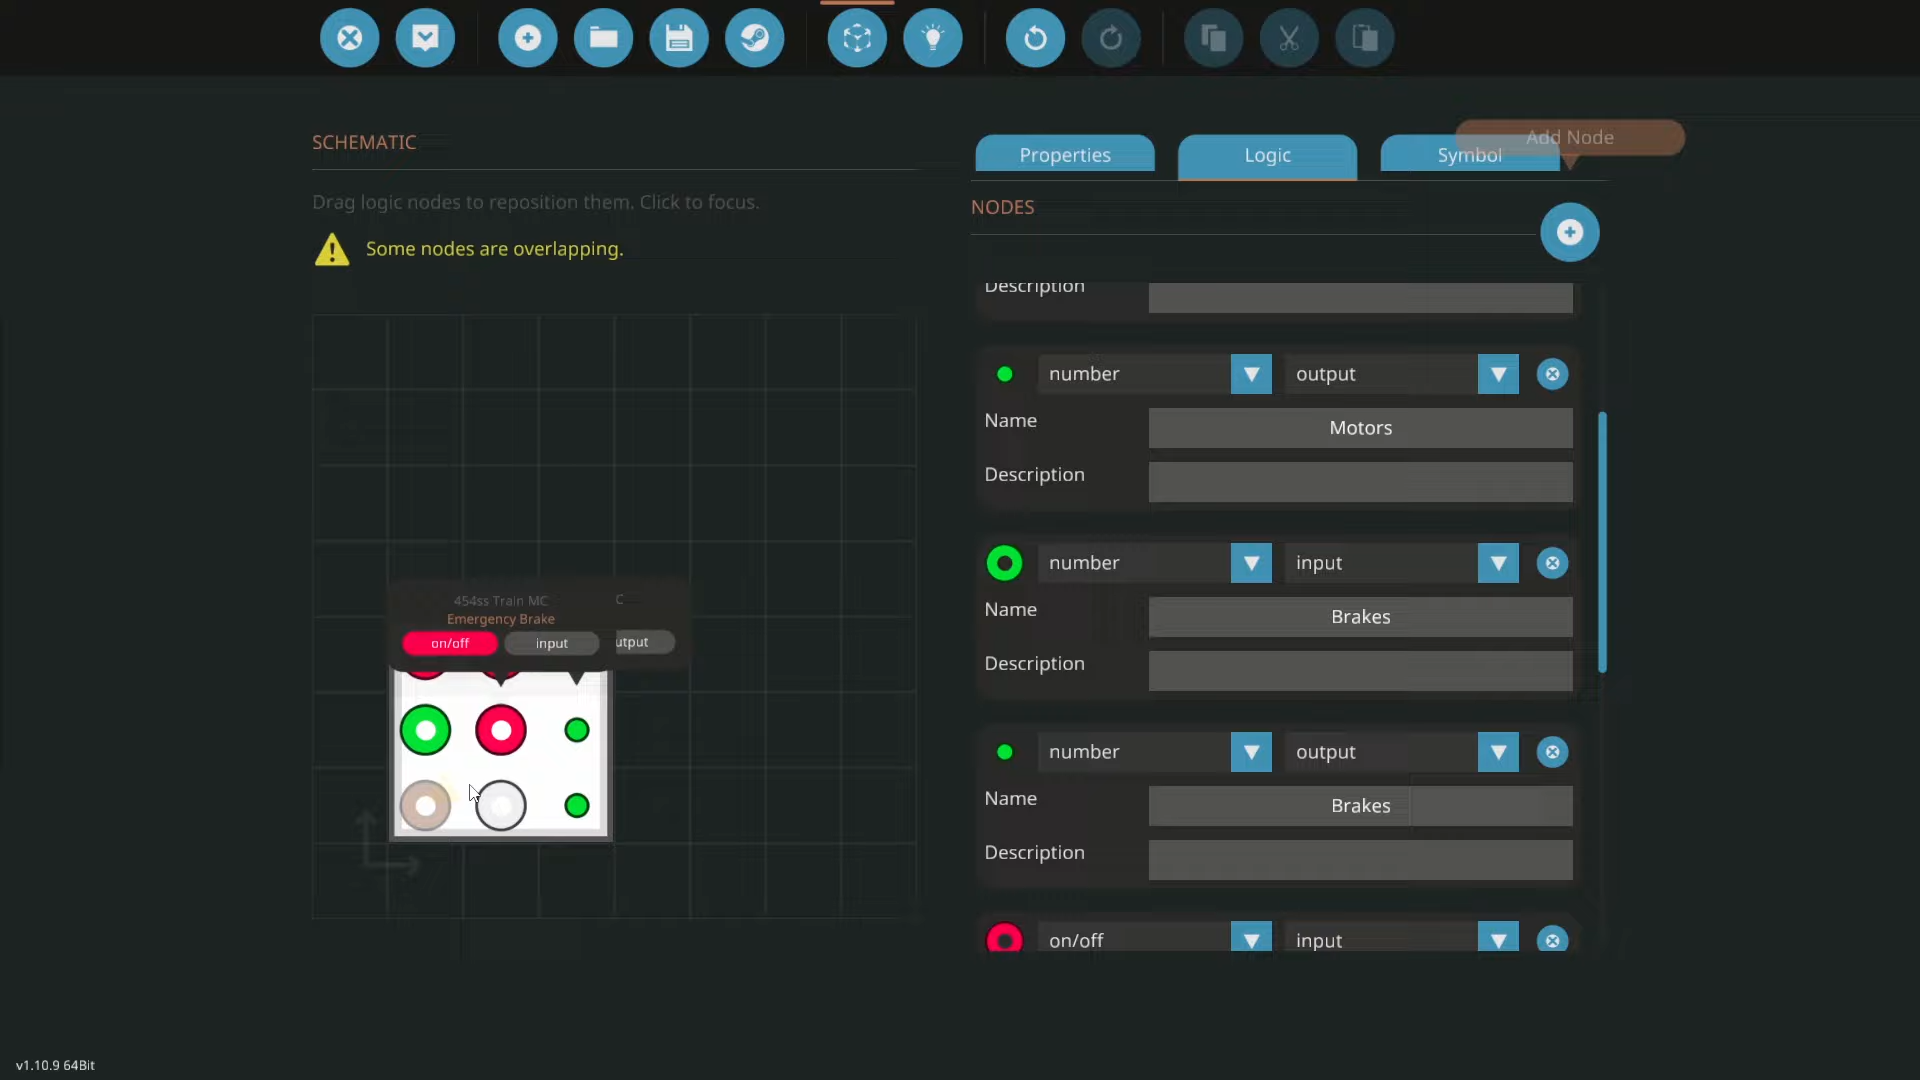 Add Node
Properties
Logic
Symbol
SCHEMATIC
Drag logic nodes to reposition them. Click to focus.
Some nodes are overlapping.
NODES
Description
number
output
Name
Motors
Description
number
input
Name
Brakes
Description
number
output
Name
Brakes
Description
on/off
input
454ss Train MC
C
Emergency Brake
on/off
input
utput
v1.10.9 64Bit